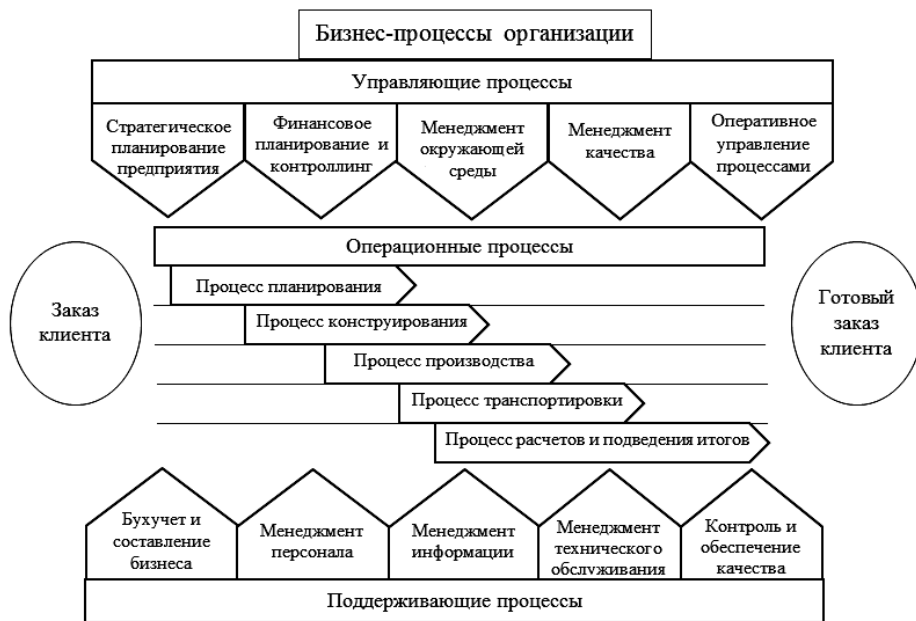 Бизнес-процессы организации
Управляющие процессы
Стратегическое
планирование
предприятия
Финансовое
планирование и
контроллинг
Менеджмент
окружающей
среды
Менеджмент
качества
Оперативное
управление
процессами
Операционные процессы
Заказ
клиента
Процесс планирования
Процесс конструирования
Процесс производства
Процесс транспортировки
Процесс расчетов и подведения итогов
Готовый
заказ
клиента
Бухучет и
составление
бизнеса
Менеджмент
персонала
Менеджмент
информации
Менеджмент
технического
обслуживания
Контроль и
обеспечение
качества
Поддерживающие процессы